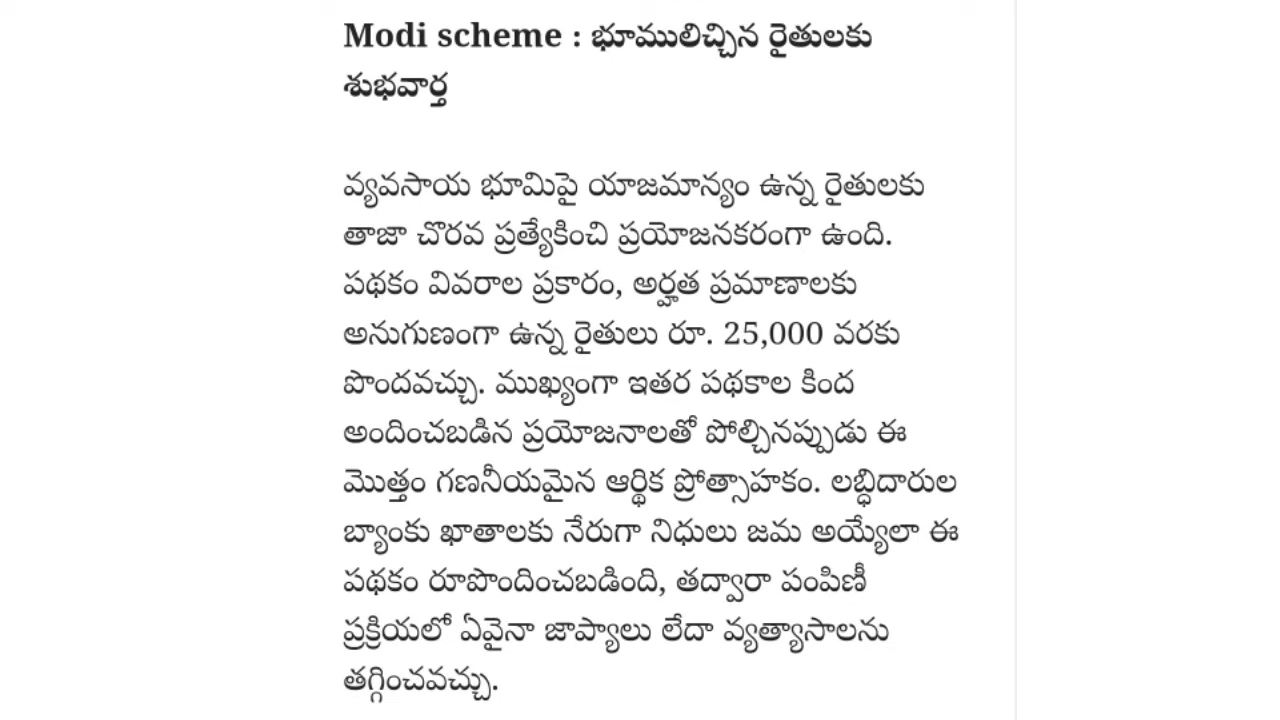 Modi scheme : భూములిచ్చిన రైతులకు
శుభవార్త
వ్యవసాయ భూమిపై యాజమాన్యం ఉన్న రైతులకు
తాజా చొరవ ప్రత్యేకించి ప్రయోజనకరంగా ఉంది.
పథకం వివరాల ప్రకారం, అర్హత ప్రమాణాలకు
అనుగుణంగా ఉన్న రైతులు రూ. 25,000 వరకు
పొందవచ్చు. ముఖ్యంగా ఇతర పథకాల కింద
అందించబడిన ప్రయోజనాలతో పోల్చినప్పుడు ఈ
మొత్తం గణనీయమైన ఆర్థిక ప్రోత్సాహకం. లబ్ధిదారుల
బ్యాంకు ఖాతాలకు నేరుగా నిధులు జమ అయ్యేలా ఈ
పథకం రూపొందించబడింది, తద్వారా పంపిణీ
ప్రక్రియలో ఏవైనా జాప్యాలు లేదా వ్యత్యాసాలను
తగ్గించవచ్చు.